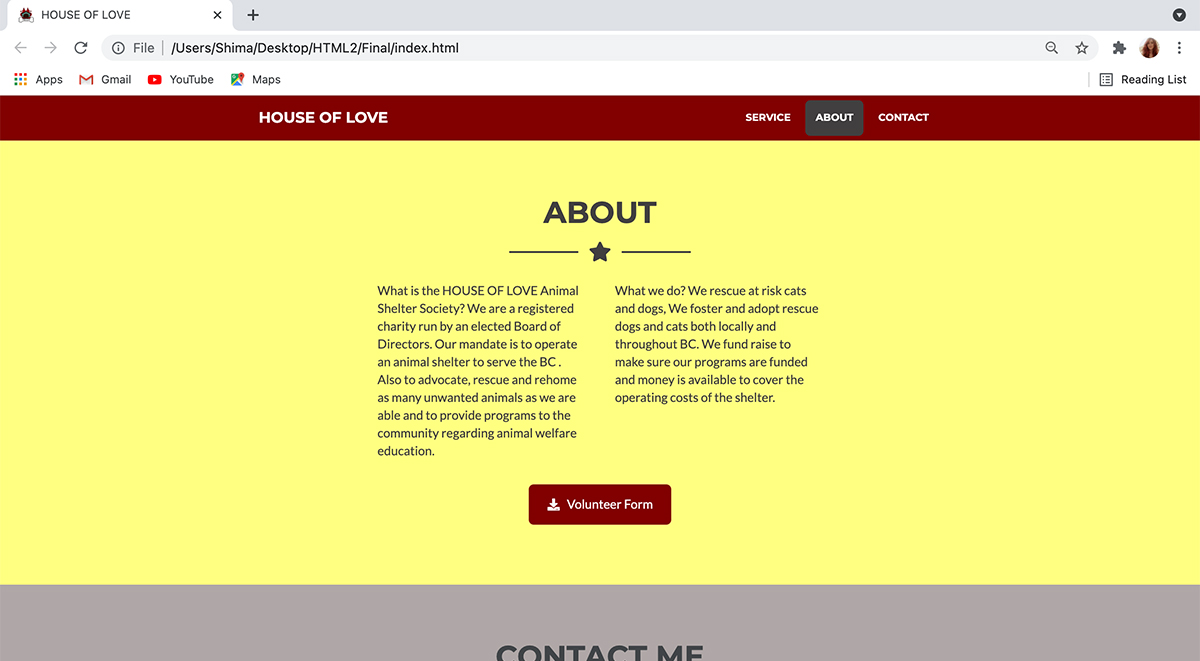 HOUSE OF LOVE
File
/Users/Shima/Desktop/HTML2/Final/index.html
Apps
Gmail
YouTube
Maps
Reading List
HOUSE OF LOVE
SERVICE
ABOUT
CONTACT
ABOUT
What is the HOUSE OF LOVE Animal
Shelter Society? We are a registered
charity run by an elected Board of
Directors. Our mandate is to operate
an animal shelter to serve the BC .
Also to advocate, rescue and rehome
as many unwanted animals as we are
able and to provide programs to the
community regarding animal welfare
education.
What we do? We rescue at risk cats
and dogs, We foster and adopt rescue
dogs and cats both locally and
throughout BC. We fund raise to
make sure our programs are funded
and money is available to cover the
operating costs of the shelter.
Volunteer Form
CONTACT ME